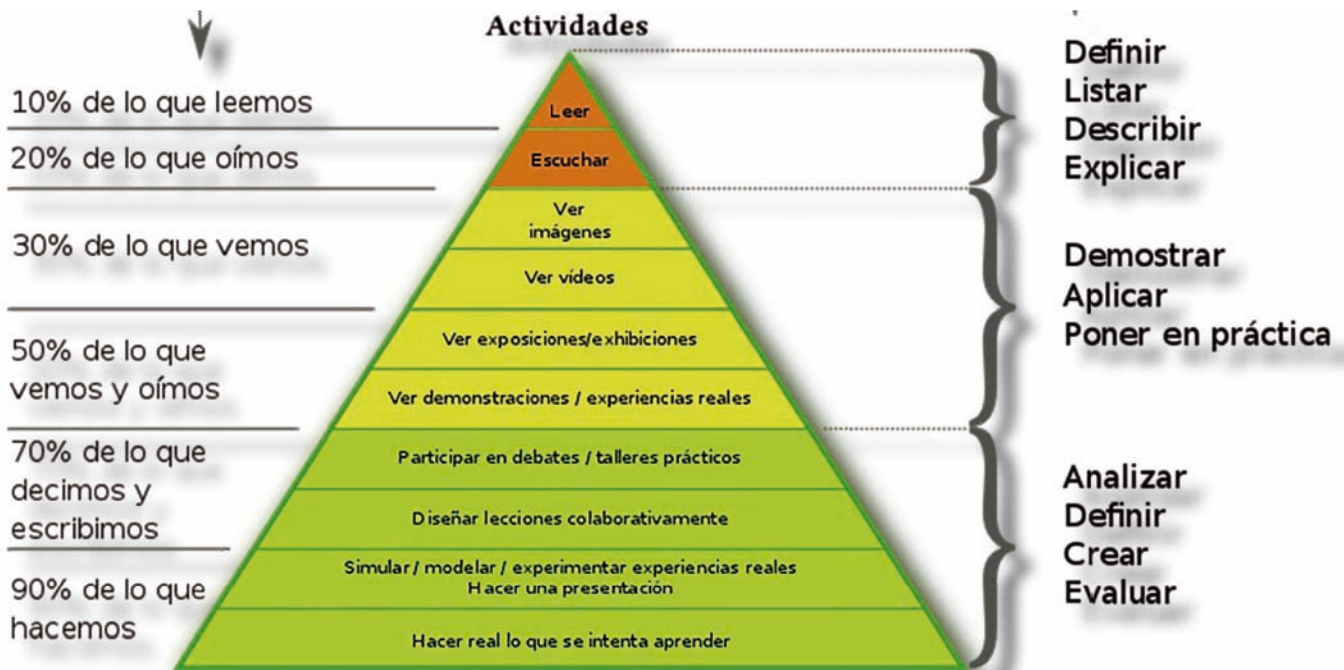 Actividades
10% de lo que leemos
20% de lo que oímos
30% de lo que vemos
50% de lo que
vemos y oímos
70% de lo que
decimos y
escribimos
90% de lo que
hacemos
Leer
Escuchar
Ver
imágenes
Ver vídeos
Ver exposiciones/exhibiciones
Ver demonstraciones / experiencias reales
Participar en debates / talleres prácticos
Diseñar lecciones colaborativamente
Simular / modelar / experimentar experiencias reales
Hacer una presentación
Hacer real lo que se intenta aprender
Definir
Listar
Describir
Explicar
Demostrar
Aplicar
Poner en práctica
Analizar
Definir
Crear
Evaluar